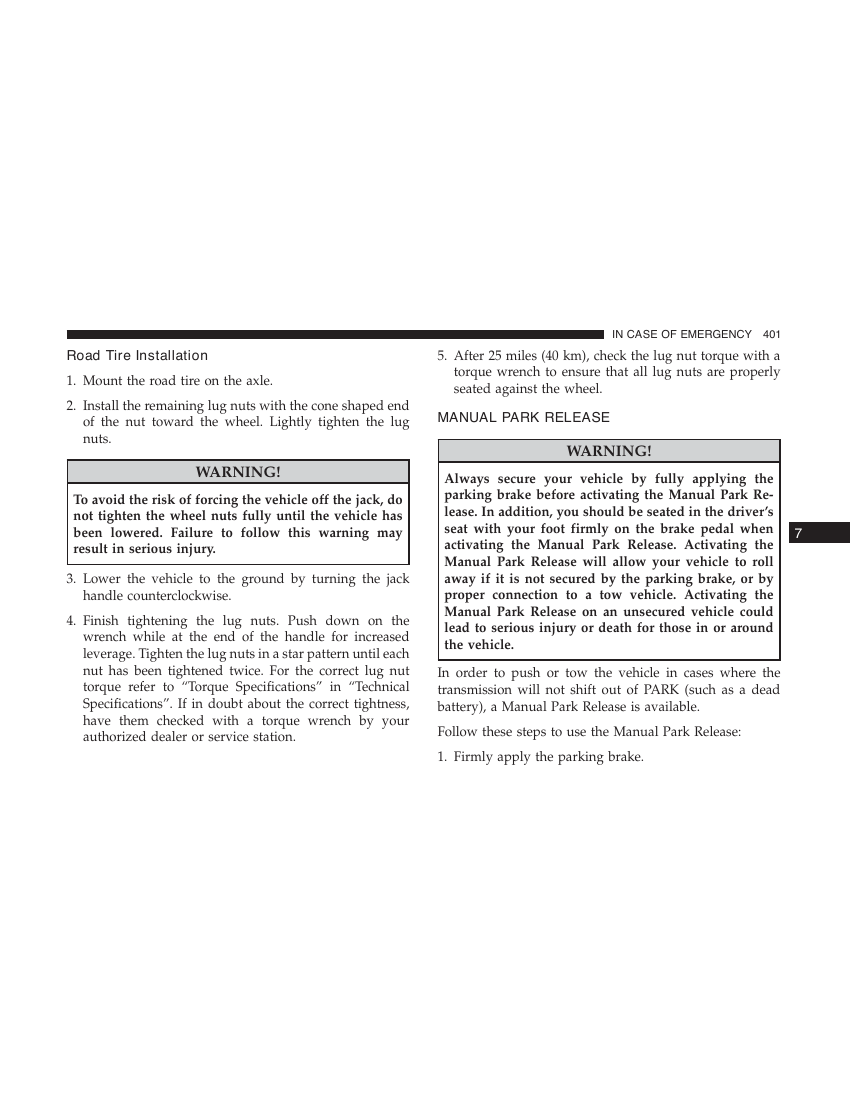 IN CASE OF EMERGENCY 401
Road Tire Installation
1. Mount the road tire on the axle.
2. Install the remaining lug nuts with the cone shaped end
of the nut toward the wheel. Lightly tighten the lug
nuts.
WARNING!
To avoid the risk of forcing the vehicle off the jack, do
not tighten the wheel nuts fully until the vehicle has
been lowered. Failure to follow this warning may
result in serious injury.
3. Lower the vehicle to the ground by turning the jack
handle counterclockwise.
4. Finish tightening the lug nuts. Push down on the
wrench while at the end of the handle for increased
leverage. Tighten the lug nuts in a star pattern until each
nut has been tightened twice. For the correct lug nut
torque refer to “Torque Specifications” in “Technical
Specifications”. If in doubt about the correct tightness,
have them checked with a torque wrench by your
authorized dealer or service station.
5. After 25 miles (40 km), check the lug nut torque with a
torque wrench to ensure that all lug nuts are properly
seated against the wheel.
MANUAL PARK RELEASE
WARNING!
Always secure your vehicle by fully applying the
parking brake before activating the Manual Park Re-
lease. In addition, you should be seated in the driver’s
seat with your foot firmly on the brake pedal when
activating the Manual Park Release. Activating the
Manual Park Release will allow your vehicle to roll
away if it is not secured by the parking brake, or by
proper connection to a tow vehicle. Activating the
Manual Park Release on an unsecured vehicle could
lead to serious injury or death for those in or around
the vehicle.
In order to push or tow the vehicle in cases where the
transmission will not shift out of PARK (such as a dead
battery), a Manual Park Release is available.
Follow these steps to use the Manual Park Release:
1. Firmly apply the parking brake.
7